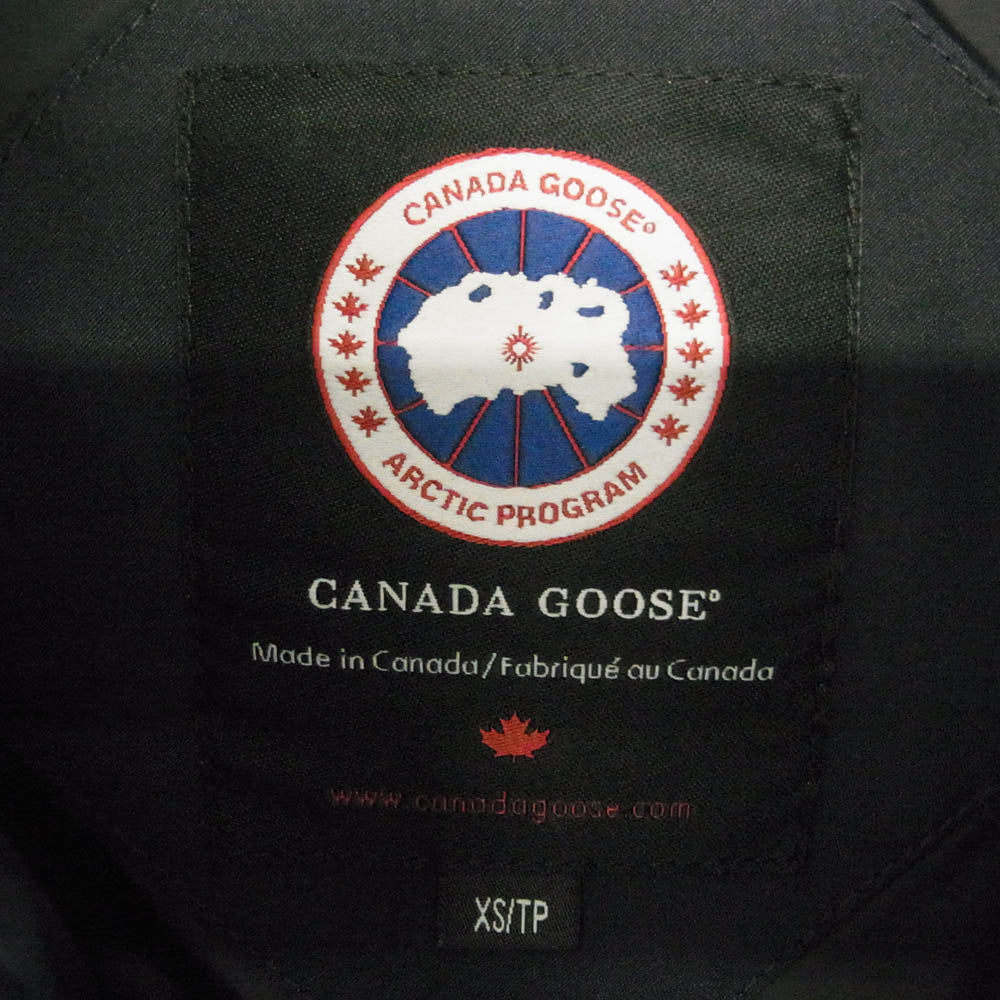 CANADA GOOSE®
ARCTIC PROGRAM
CANADA GOOSE®
Made in Canada/Fabriqué au Canada
www.canadagoose.com
XS/TP